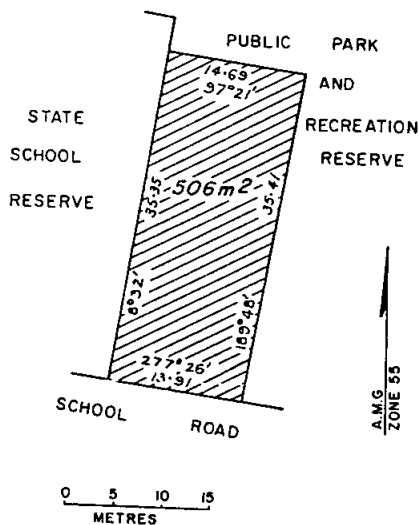 PUBLIC PARK
14·69
97°21'
AND
STATE
RECREATION
SCHOOL
RESERVE
506m2
RESERVE
35·35
35·41
8°32'
189°48'
277°26'
13·91
SCHOOL ROAD
A.M.G
ZONE 55
0 5 10 15
METRES